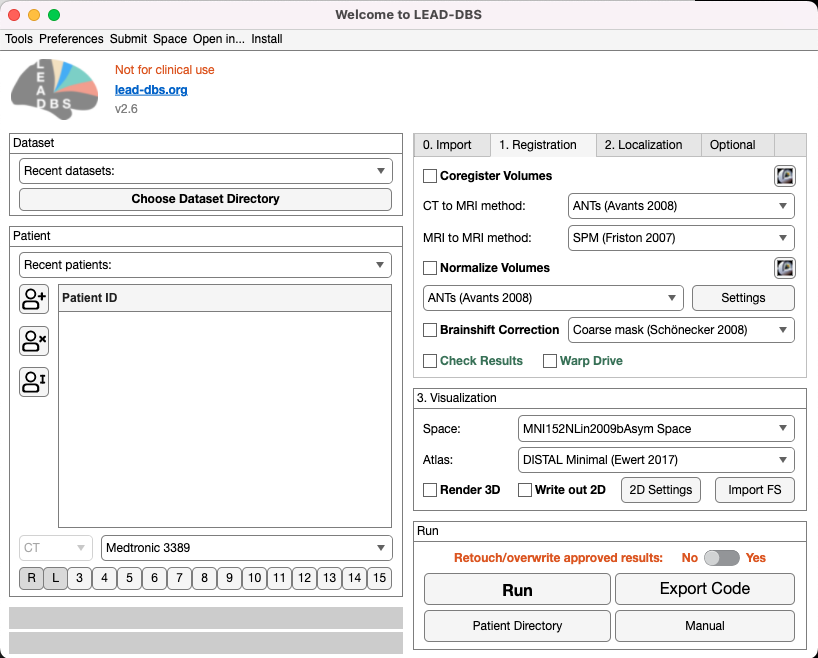 Welcome to LEAD-DBS
Tools Preferences Submit Space Open in... Install
LEAD DBS
Not for clinical use
lead-dbs.org
v2.6
Dataset
Recent datasets:
Choose Dataset Directory
Patient
Recent patients:
Patient ID
CT Medtronic 3389
R L 3 4 5 6 7 8 9 10 11 12 13 14 15
0. Import 1. Registration 2. Localization Optional
Coregister Volumes
CT to MRI method: ANTs (Avants 2008)
MRI to MRI method: SPM (Friston 2007)
Normalize Volumes
ANTs (Avants 2008) Settings
Brainshift Correction Coarse mask (Schönecker 2008)
Check Results Warp Drive
3. Visualization
Space: MNI152NLin2009bAsym Space
Atlas: DISTAL Minimal (Ewert 2017)
Render 3D Write out 2D 2D Settings Import FS
Run
Retouch/overwrite approved results: No Yes
Run Export Code
Patient Directory Manual